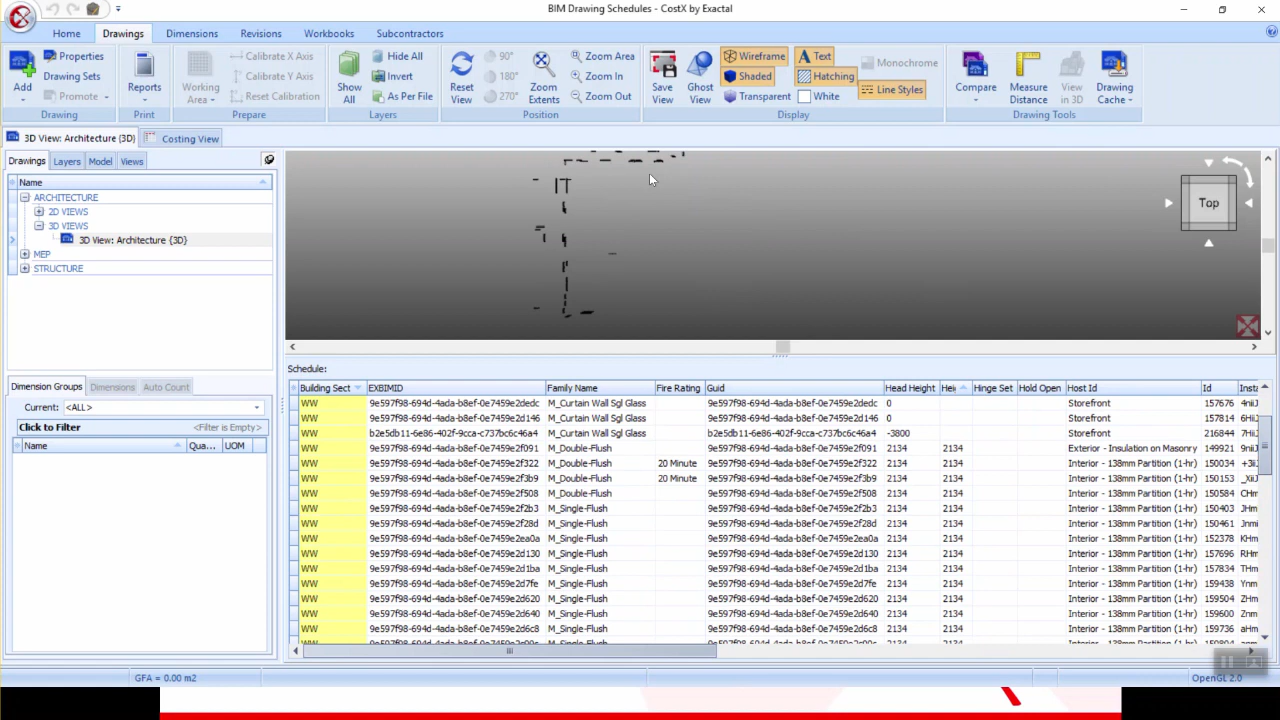 BIM Drawing Schedules - CostX by Exactal
Home Drawings Dimensions Revisions Workbooks Subcontractors
Add
Properties
Drawing Sets
Promote
Drawing
Reports
Print
Working Area
Calibrate X Axis
Calibrate Y Axis
Reset Calibration
Prepare
Show All
Hide All
Invert
As Per File
Layers
Reset View
90°
180°
270°
Zoom Extents
Zoom Area
Zoom In
Zoom Out
Position
Save View
Ghost View
Wireframe
Shaded
Transparent
Text
Hatching
White
Monochrome
Line Styles
Display
Compare
Measure Distance
View in 3D
Drawing Cache
Drawing Tools
3D View: Architecture {3D} Costing View
Drawings Layers Model Views
Name
ARCHITECTURE
2D VIEWS
3D VIEWS
3D View: Architecture {3D}
MEP
STRUCTURE
Top
Dimension Groups Dimensions Auto Count
Current: <ALL>
Click to Filter <Filter is Empty>
Name Qua... UOM
Schedule:
Building Sect EXBIMID Family Name Fire Rating Guid Head Height Heig Hinge Set Hold Open Host Id Id Insta
WW 9e597f98-694d-4ada-b8ef-0e7459e2dedc M_Curtain Wall Sgl Glass 9e597f98-694d-4ada-b8ef-0e7459e2dedc 0 Storefront 157676 4niiJ
WW 9e597f98-694d-4ada-b8ef-0e7459e2d146 M_Curtain Wall Sgl Glass 9e597f98-694d-4ada-b8ef-0e7459e2d146 0 Storefront 157814 6HiiJ
WW b2e5db11-6e86-402f-9cca-c737bc6c46a4 M_Curtain Wall Sgl Glass b2e5db11-6e86-402f-9cca-c737bc6c46a4 -3800 Storefront 216844 7HiiJ
WW 9e597f98-694d-4ada-b8ef-0e7459e2f091 M_Double-Flush 9e597f98-694d-4ada-b8ef-0e7459e2f091 2134 2134 Exterior - Insulation on Masonry 149921 9niiJ
WW 9e597f98-694d-4ada-b8ef-0e7459e2f322 M_Double-Flush 20 Minute 9e597f98-694d-4ada-b8ef-0e7459e2f322 2134 2134 Interior - 138mm Partition (1-hr) 150034 +3iiJ
WW 9e597f98-694d-4ada-b8ef-0e7459e2f3b9 M_Double-Flush 20 Minute 9e597f98-694d-4ada-b8ef-0e7459e2f3b9 2134 2134 Interior - 138mm Partition (1-hr) 150153 _XiiJ
WW 9e597f98-694d-4ada-b8ef-0e7459e2f508 M_Double-Flush 9e597f98-694d-4ada-b8ef-0e7459e2f508 2134 2134 Interior - 138mm Partition (1-hr) 150584 CHm
WW 9e597f98-694d-4ada-b8ef-0e7459e2f2b3 M_Single-Flush 9e597f98-694d-4ada-b8ef-0e7459e2f2b3 2134 2134 Interior - 138mm Partition (1-hr) 150403 JHm
WW 9e597f98-694d-4ada-b8ef-0e7459e2f28d M_Single-Flush 9e597f98-694d-4ada-b8ef-0e7459e2f28d 2134 2134 Interior - 138mm Partition (1-hr) 150461 Jnmi
WW 9e597f98-694d-4ada-b8ef-0e7459e2ea0a M_Single-Flush 9e597f98-694d-4ada-b8ef-0e7459e2ea0a 2134 2134 Interior - 138mm Partition (1-hr) 152378 KHm
WW 9e597f98-694d-4ada-b8ef-0e7459e2d130 M_Single-Flush 9e597f98-694d-4ada-b8ef-0e7459e2d130 2134 2134 Interior - 138mm Partition (1-hr) 157696 RHm
WW 9e597f98-694d-4ada-b8ef-0e7459e2d1ba M_Single-Flush 9e597f98-694d-4ada-b8ef-0e7459e2d1ba 2134 2134 Interior - 138mm Partition (1-hr) 157834 THm
WW 9e597f98-694d-4ada-b8ef-0e7459e2d7fe M_Single-Flush 9e597f98-694d-4ada-b8ef-0e7459e2d7fe 2134 2134 Interior - 138mm Partition (1-hr) 159438 Ynm
WW 9e597f98-694d-4ada-b8ef-0e7459e2d620 M_Single-Flush 9e597f98-694d-4ada-b8ef-0e7459e2d620 2134 2134 Interior - 138mm Partition (1-hr) 159504 ZHm
WW 9e597f98-694d-4ada-b8ef-0e7459e2d640 M_Single-Flush 9e597f98-694d-4ada-b8ef-0e7459e2d640 2134 2134 Interior - 138mm Partition (1-hr) 159600 Znm
WW 9e597f98-694d-4ada-b8ef-0e7459e2d6c8 M_Single-Flush 9e597f98-694d-4ada-b8ef-0e7459e2d6c8 2134 2134 Interior - 138mm Partition (1-hr) 159736 aHm
GFA = 0.00 m2 OpenGL 2.0